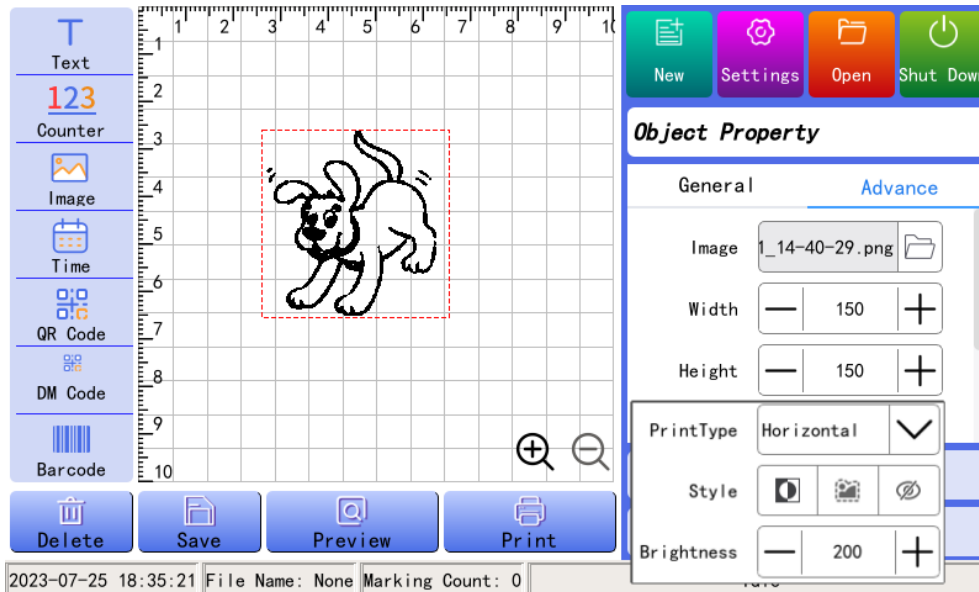 Text
123
Counter
Image
Time
QR Code
DM Code
Barcode
1 2 3 4 5 6 7 8 9
1
2
3
4
5
6
7
8
9
10
New
Settings
Open
Shut Down
Object Property
General
Advance
Image
1_14-40-29.png
Width
150
Height
150
PrintType
Horizontal
Style
Brightness
200
Delete
Save
Preview
Print
2023-07-25 18:35:21
File Name: None
Marking Count: 0